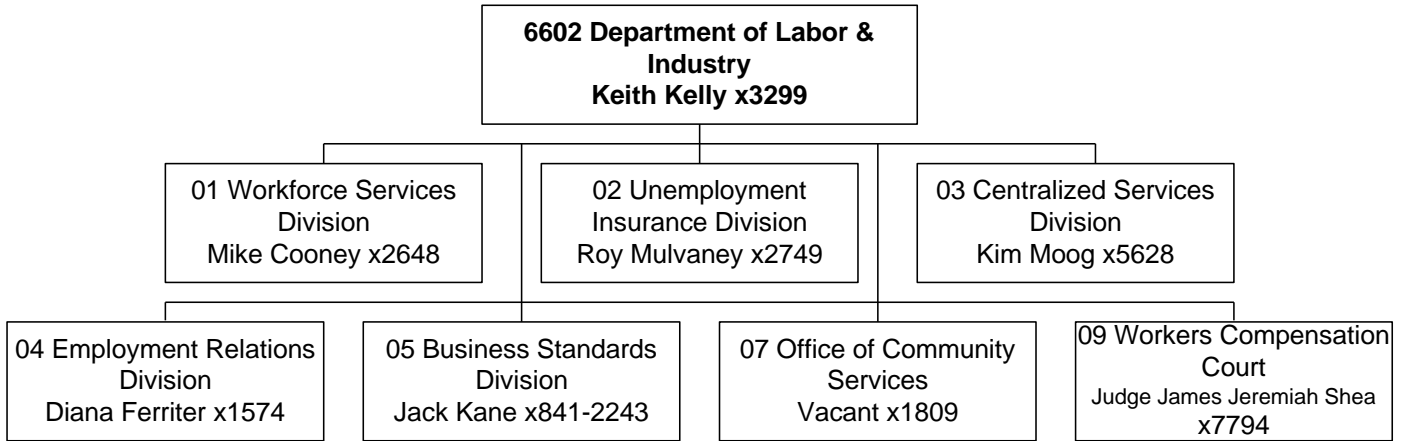 6602 Department of Labor &
Industry
Keith Kelly x3299
01 Workforce Services
Division
Mike Cooney x2648
02 Unemployment
Insurance Division
Roy Mulvaney x2749
03 Centralized Services
Division
Kim Moog x5628
04 Employment Relations
Division
Diana Ferriter x1574
05 Business Standards
Division
Jack Kane x841-2243
07 Office of Community
Services
Vacant x1809
09 Workers Compensation
Court
Judge James Jeremiah Shea
x7794